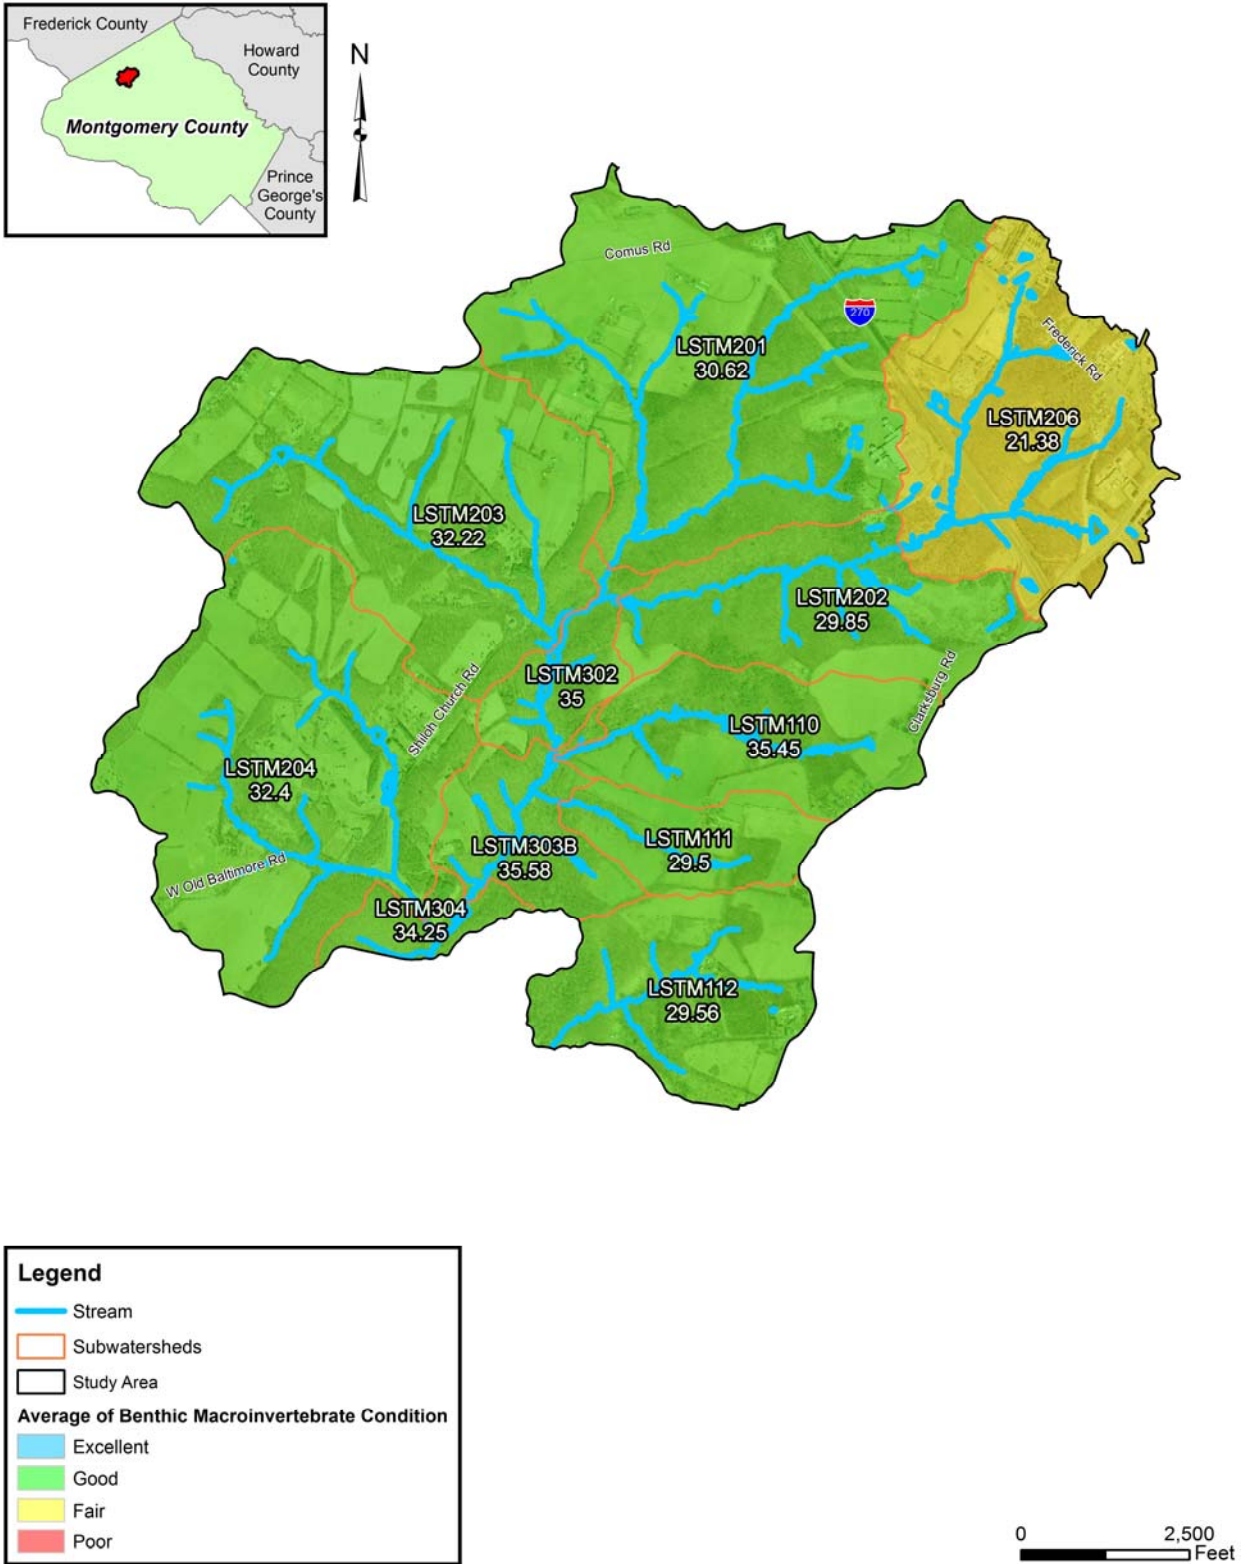 Frederick County
Howard
County
Montgomery County
Prince
George's
County
N
Comus Rd
270
LSTM201
30.62
Frederick Rd
LSTM206
21.38
LSTM203
32.22
LSTM202
29.85
Shiloh Church Rd
LSTM302
35
Clarksburg Rd
LSTM110
35.45
LSTM204
32.4
LSTM303B
35.58
LSTM111
29.5
W Old Baltimore Rd
LSTM304
34.25
LSTM112
29.56
Legend
Stream
Subwatersheds
Study Area
Average of Benthic Macroinvertebrate Condition
Excellent
Good
Fair
Poor
0 2,500
Feet